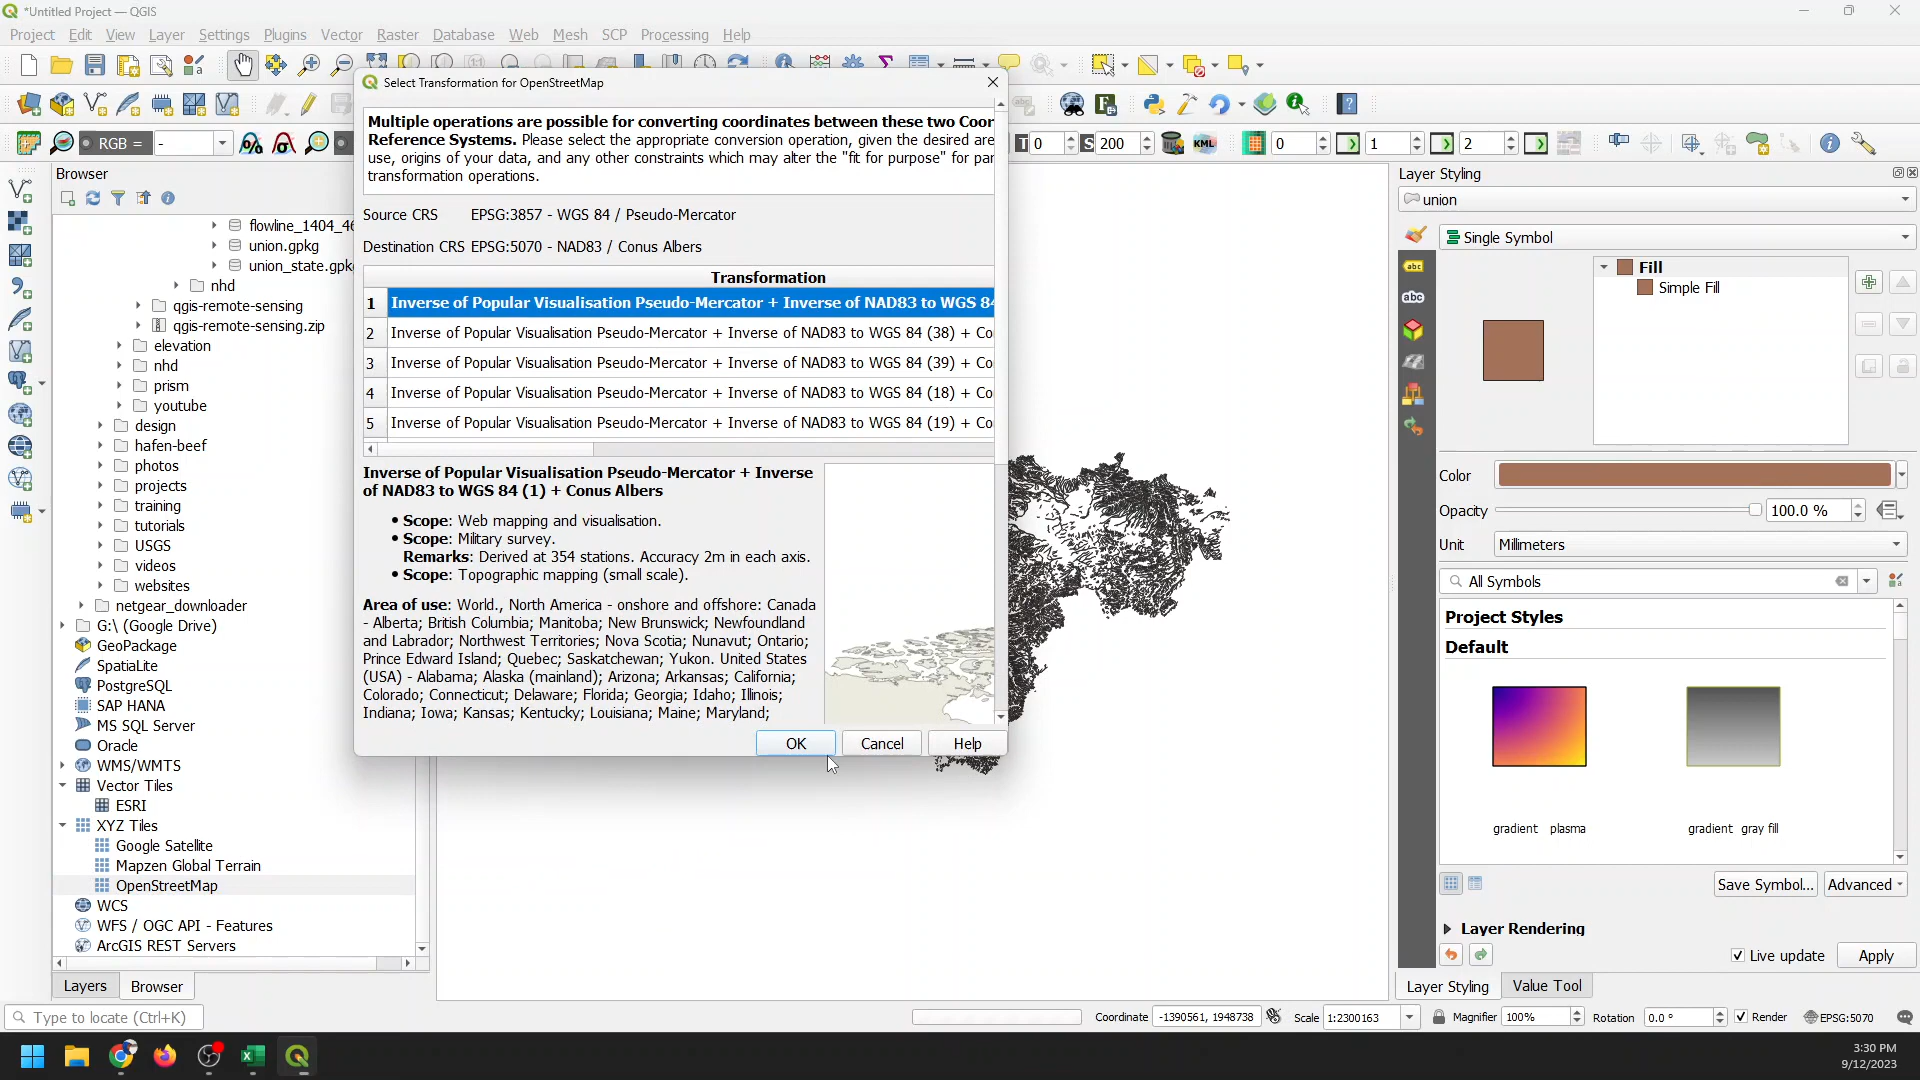 *Untitled Project — QGIS
Project Edit View Layer Settings Plugins Vector Raster Database Web Mesh SCP Processing Help
Select Transformation for OpenStreetMap
RGB = -
0 S 200 KML 0 1 2
Multiple operations are possible for converting coordinates between these two Coor
Reference Systems. Please select the appropriate conversion operation, given the desired are
use, origins of your data, and any other constraints which may alter the "fit for purpose" for par
transformation operations.
Source CRS EPSG:3857 - WGS 84 / Pseudo-Mercator
Destination CRS EPSG:5070 - NAD83 / Conus Albers
Transformation
1 Inverse of Popular Visualisation Pseudo-Mercator + Inverse of NAD83 to WGS 84
2 Inverse of Popular Visualisation Pseudo-Mercator + Inverse of NAD83 to WGS 84 (38) + Co
3 Inverse of Popular Visualisation Pseudo-Mercator + Inverse of NAD83 to WGS 84 (39) + Co
4 Inverse of Popular Visualisation Pseudo-Mercator + Inverse of NAD83 to WGS 84 (18) + Co
5 Inverse of Popular Visualisation Pseudo-Mercator + Inverse of NAD83 to WGS 84 (19) + Co
Inverse of Popular Visualisation Pseudo-Mercator + Inverse
of NAD83 to WGS 84 (1) + Conus Albers
• Scope: Web mapping and visualisation.
• Scope: Military survey.
Remarks: Derived at 354 stations. Accuracy 2m in each axis.
• Scope: Topographic mapping (small scale).
Area of use: World., North America - onshore and offshore: Canada
- Alberta; British Columbia; Manitoba; New Brunswick; Newfoundland
and Labrador; Northwest Territories; Nova Scotia; Nunavut; Ontario;
Prince Edward Island; Quebec; Saskatchewan; Yukon. United States
(USA) - Alabama; Alaska (mainland); Arizona; Arkansas; California;
Colorado; Connecticut; Delaware; Florida; Georgia; Idaho; Illinois;
Indiana; Iowa; Kansas; Kentucky; Louisiana; Maine; Maryland;
OK Cancel Help
Browser
flowline_1404_46
union.gpkg
union_state.gpk
nhd
qgis-remote-sensing
qgis-remote-sensing.zip
elevation
nhd
prism
youtube
design
hafen-beef
photos
projects
training
tutorials
USGS
videos
websites
netgear_downloader
G:\ (Google Drive)
GeoPackage
SpatiaLite
PostgreSQL
SAP HANA
MS SQL Server
Oracle
WMS/WMTS
Vector Tiles
ESRI
XYZ Tiles
Google Satellite
Mapzen Global Terrain
OpenStreetMap
WCS
WFS / OGC API - Features
ArcGIS REST Servers
Layers Browser
Layer Styling
union
Single Symbol
abc
abc
Fill
Simple Fill
Color
Opacity 100.0 %
Unit Millimeters
All Symbols
Project Styles
Default
gradient plasma gradient gray fill
Save Symbol... Advanced
Layer Rendering
Live update Apply
Layer Styling Value Tool
Type to locate (Ctrl+K) Coordinate -1390561, 1948738 Scale 1:2300163 Magnifier 100% Rotation 0.0 ° Render EPSG:5070
3:30 PM
9/12/2023